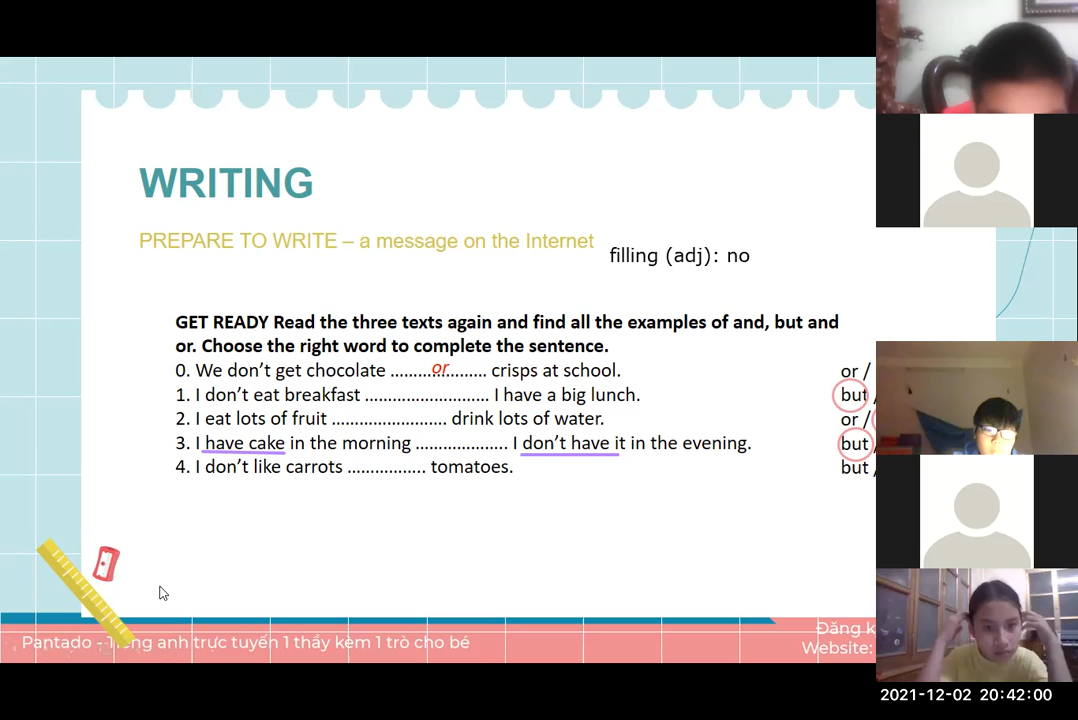 WRITING
PREPARE TO WRITE – a message on the Internet
filling (adj): no
GET READY Read the three texts again and find all the examples of and, but and
or. Choose the right word to complete the sentence.
0. We don't get chocolate ..........or.......... crisps at school. or /
1. I don't eat breakfast .......................... I have a big lunch. but /
2. I eat lots of fruit ........................ drink lots of water. or /
3. I have cake in the morning ................... I don't have it in the evening. but
4. I don't like carrots ................ tomatoes. but /
Pantado - Tiếng anh trực tuyến 1 thầy kèm 1 trò cho bé
Đăng k
Website:
2021-12-02 20:42:00